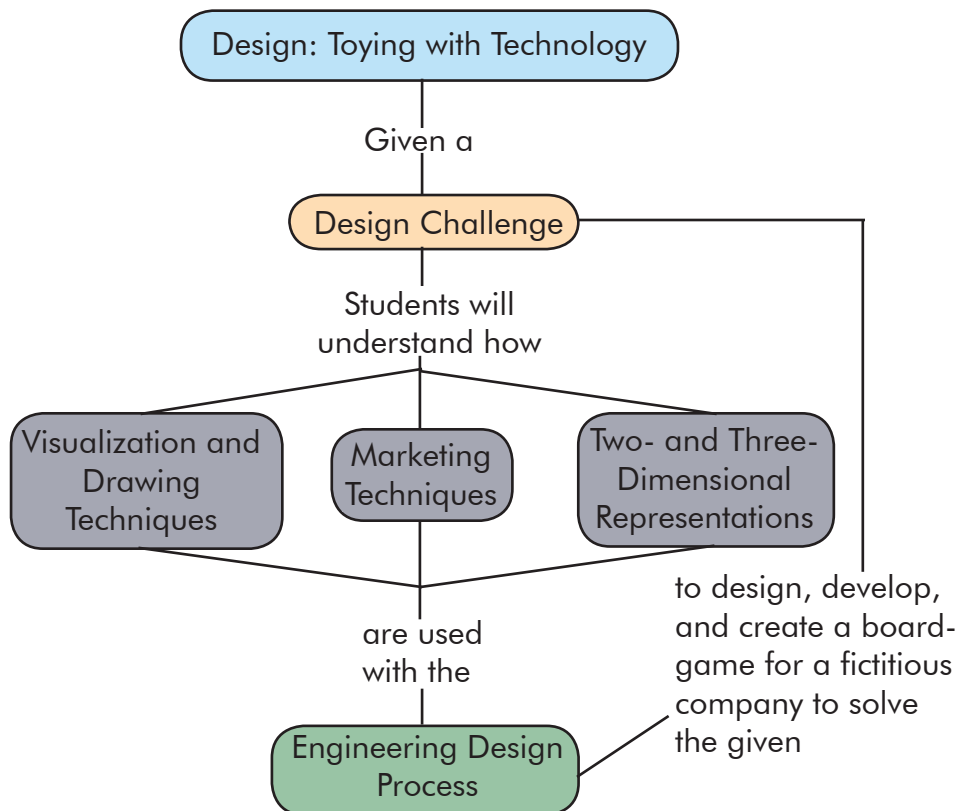 Design: Toying with Technology
Given a
Design Challenge
Students will
understand how
Visualization and
Drawing
Techniques
Marketing
Techniques
Two- and Three-
Dimensional
Representations
are used
with the
Engineering Design
Process
to design, develop,
and create a board-
game for a fictitious
company to solve
the given